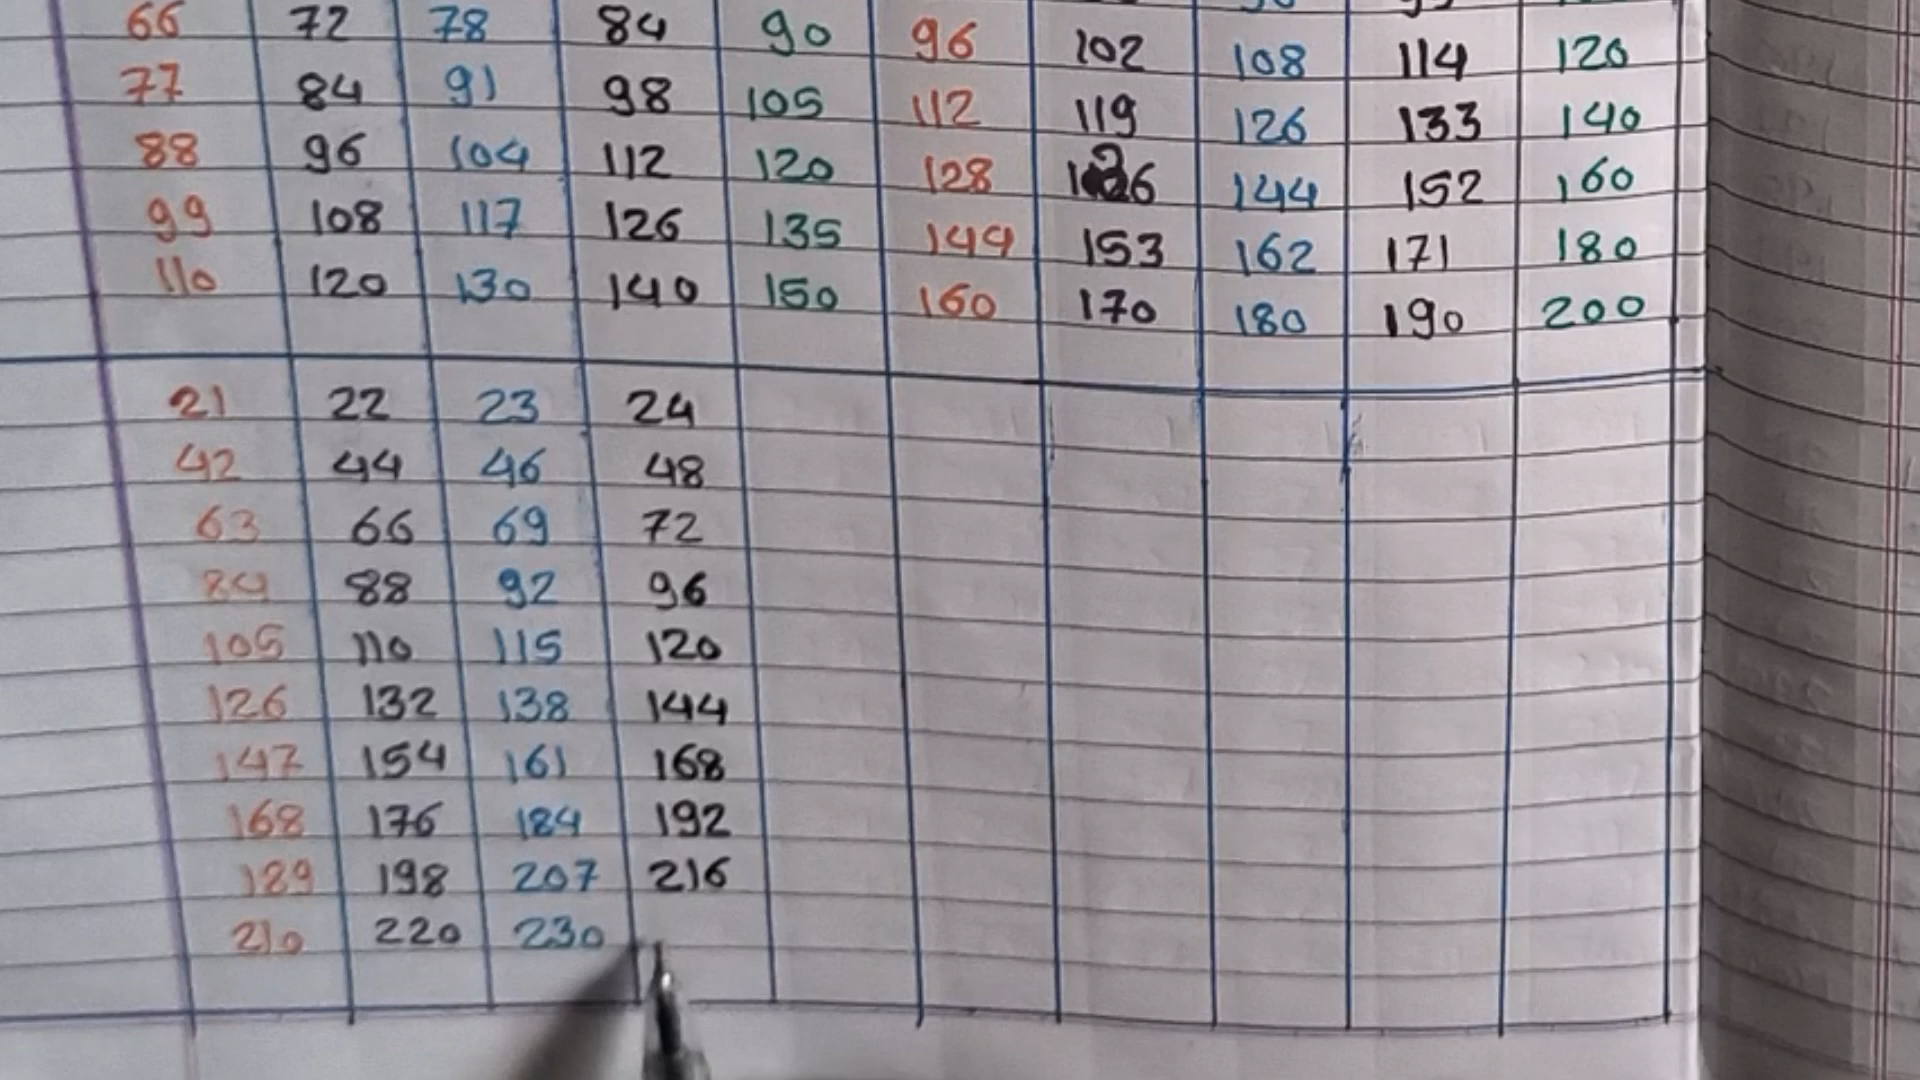 66 72 78 84 90 96 102 108 114 120
77 84 91 98 105 112 119 126 133 140
88 96 104 112 120 128 144 152 160
99 108 117 126 135 144 153 162 171 180
110 120 130 140 150 160 170 180 190 200
21 22 23 24
42 44 46 48
63 66 69 72
84 88 92 96
105 110 115 120
126 132 138 144
147 154 161 168
168 176 184 192
189 198 207 216
210 220 230